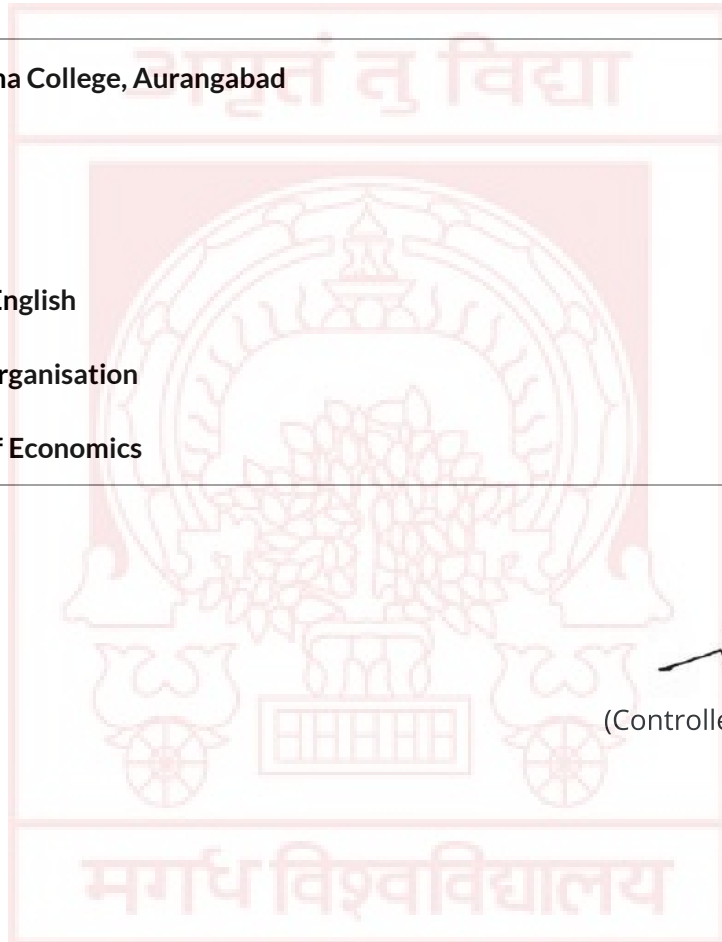 अमृतं तु विद्या
na College, Aurangabad
English
rganisation
f Economics
(Controlle
मगध विश्वविद्यालय